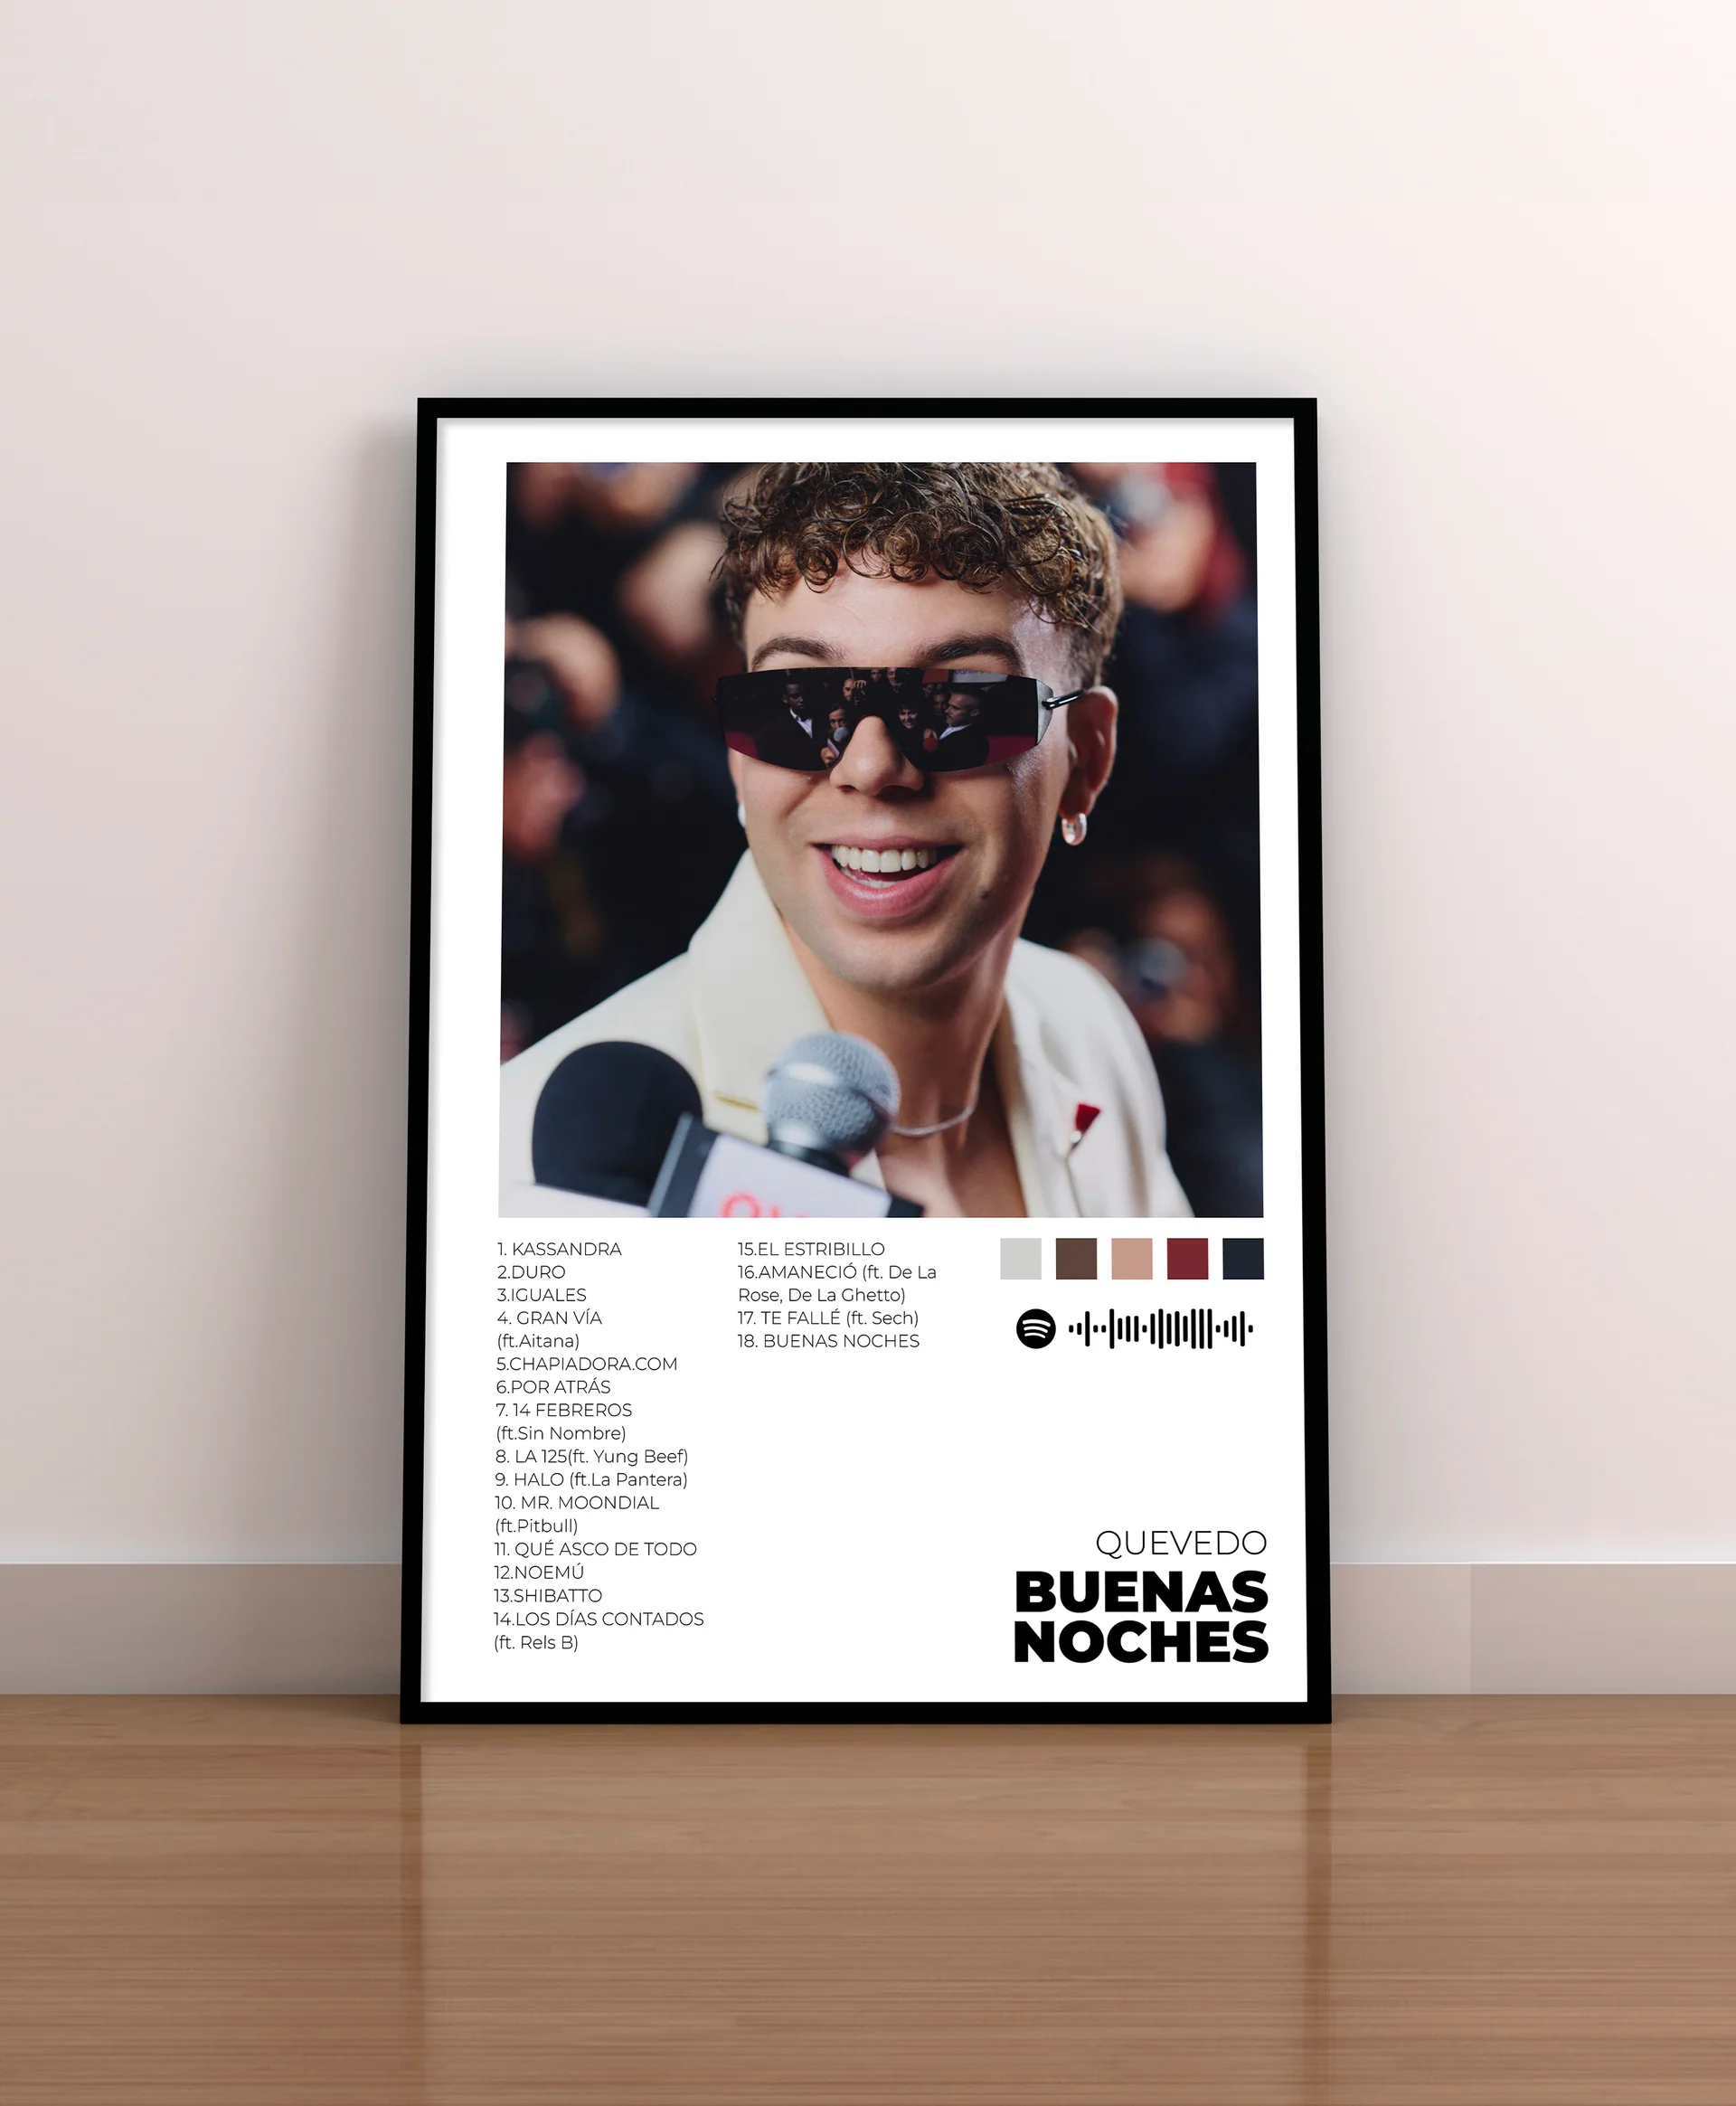 1. KASSANDRA
2.DURO
3.IGUALES
4. GRAN VÍA
(ft.Aitana)
5.CHAPIADORA.COM
6.POR ATRÁS
7. 14 FEBREROS
(ft.Sin Nombre)
8. LA 125(ft. Yung Beef)
9. HALO (ft.La Pantera)
10. MR. MOONDIAL
(ft.Pitbull)
11. QUÉ ASCO DE TODO
12.NOEMÚ
13.SHIBATTO
14.LOS DÍAS CONTADOS
(ft. Rels B)
15.EL ESTRIBILLO
16.AMANECIÓ (ft. De La
Rose, De La Ghetto)
17. TE FALLÉ (ft. Sech)
18. BUENAS NOCHES
QUEVEDO
BUENAS
NOCHES